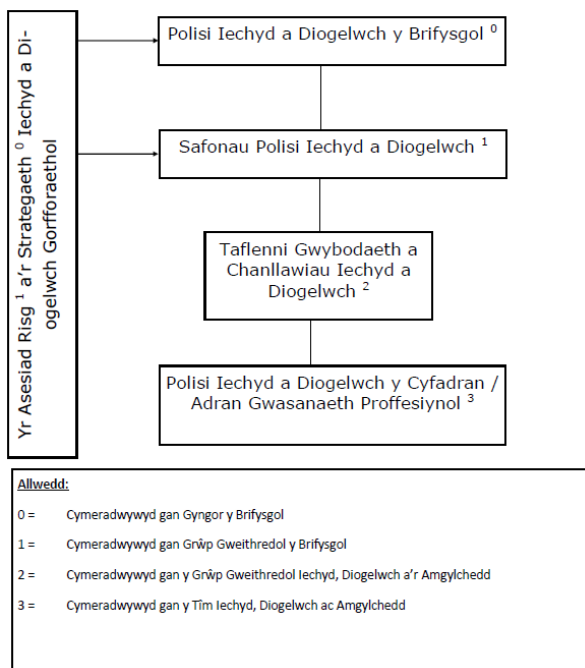 Yr Asesiad Risg ¹ a'r Strategaeth ⁰ Iechyd a Di-
ogelwch Gorfforaethol
Polisi Iechyd a Diogelwch y Brifysgol ⁰
Safonau Polisi Iechyd a Diogelwch ¹
Taflenni Gwybodaeth a
Chanllawiau Iechyd a
Diogelwch ²
Polisi Iechyd a Diogelwch y Cyfadran /
Adran Gwasanaeth Proffesiynol ³
Allwedd:
0 = Cymeradwywyd gan Gyngor y Brifysgol
1 = Cymeradwywyd gan Grŵp Gweithredol y Brifysgol
2 = Cymeradwywyd gan y Grŵp Gweithredol Iechyd, Diogelwch a'r Amgylchedd
3 = Cymeradwywyd gan y Tîm Iechyd, Diogelwch ac Amgylchedd